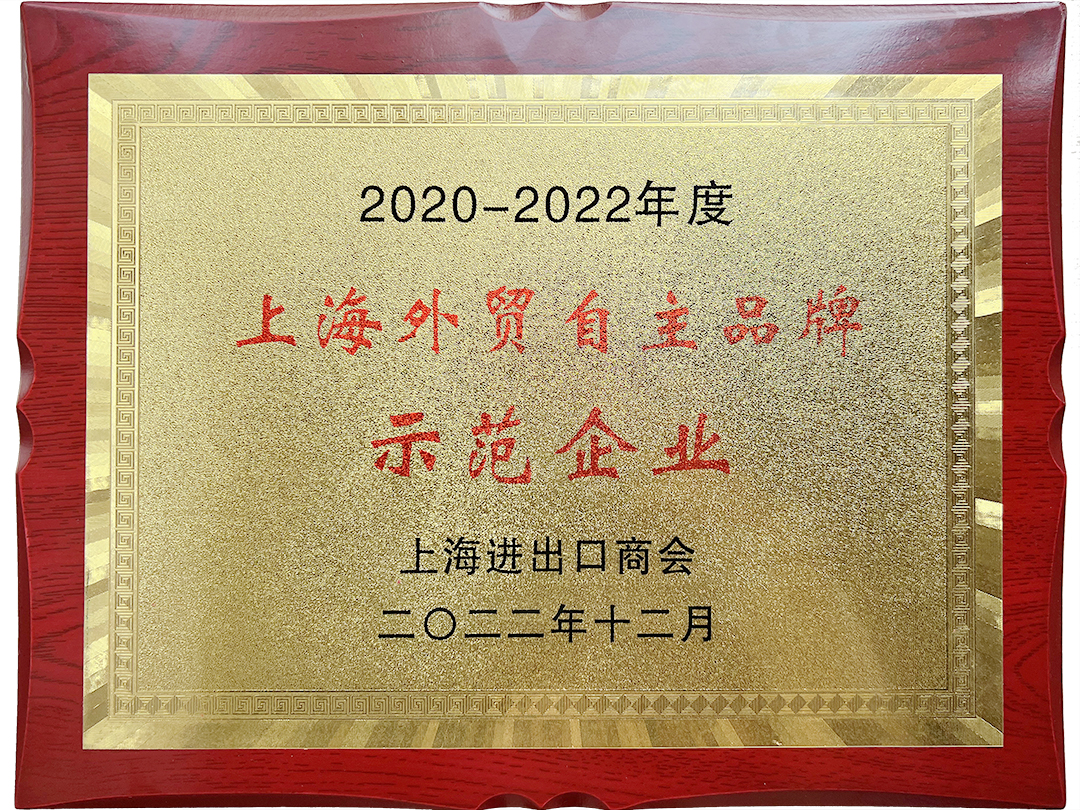 2020-2022年度
上海外贸自主品牌
示范企业
上海进出口商会
二〇二二年十二月